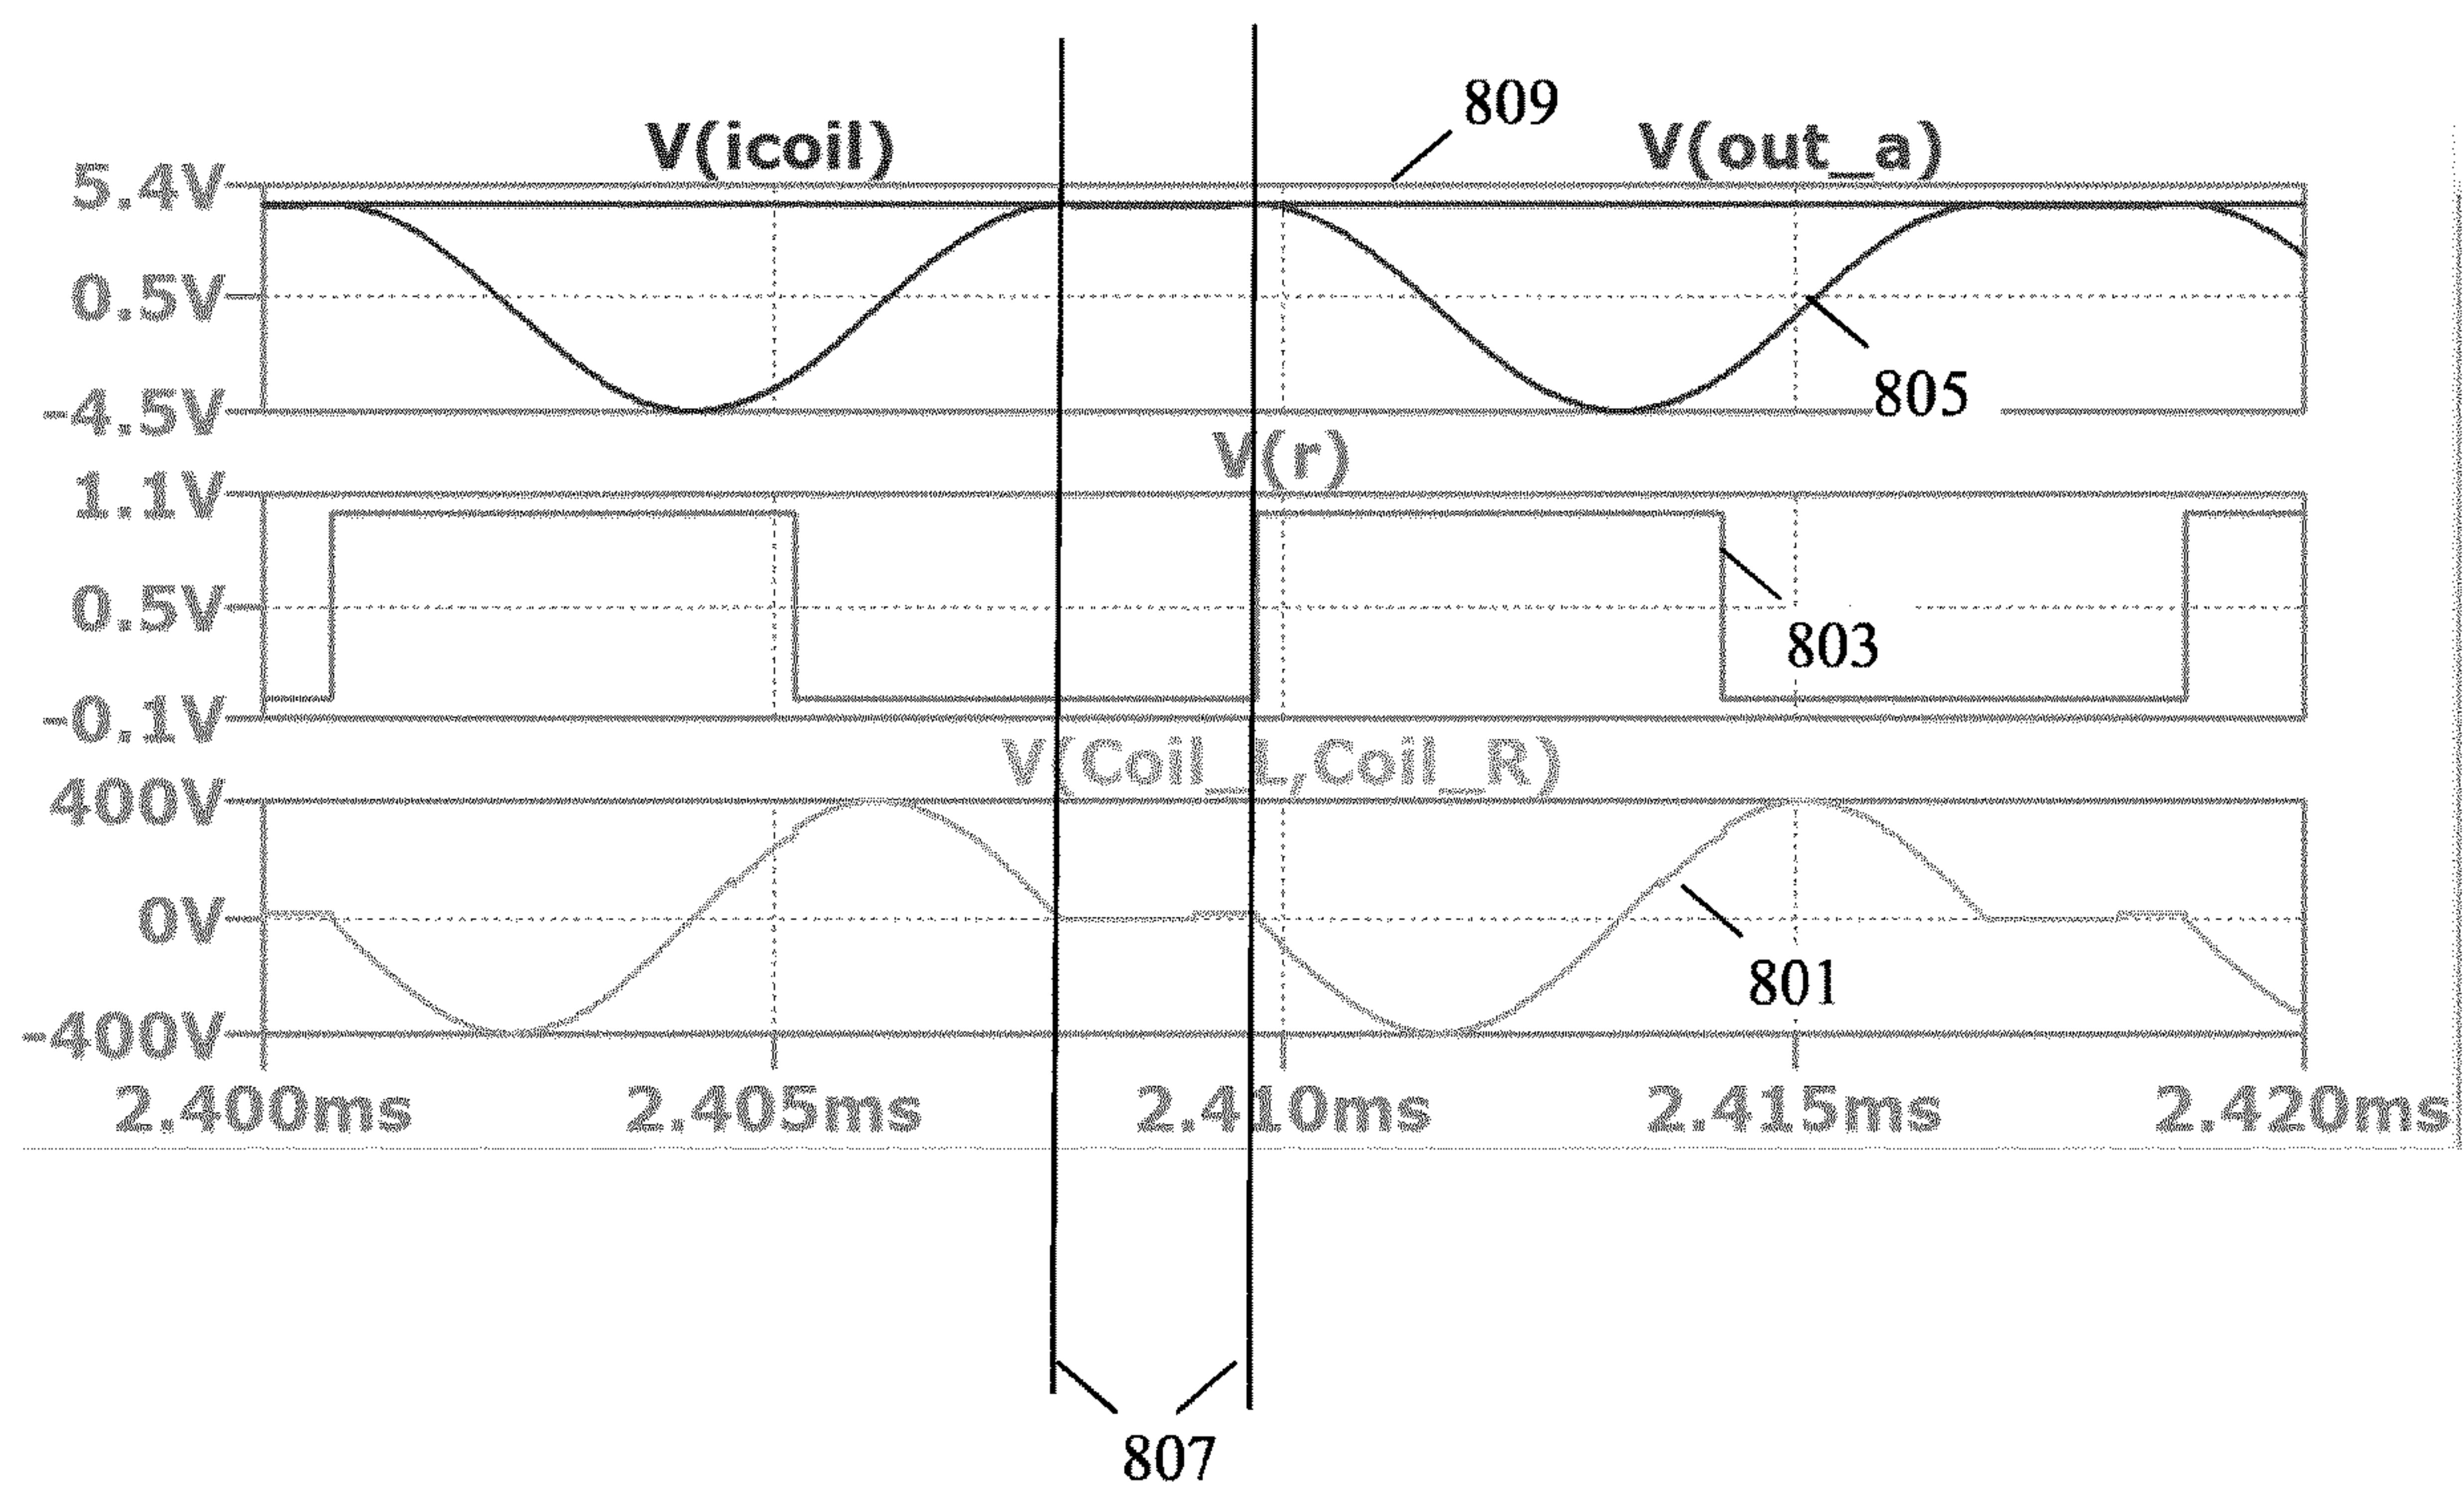 809
V(icoil) V(out_a)
5.4V
0.5V
-4.5V
805
V(r)
1.1V
0.5V
-0.1V
803
V(Coil_L,Coil_R)
400V
0V
-400V
801
2.400ms 2.405ms 2.410ms 2.415ms 2.420ms
807